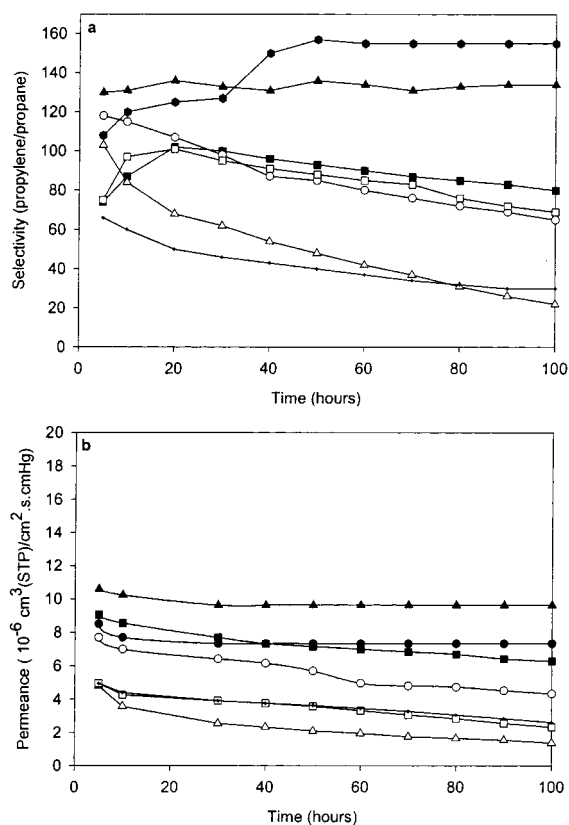 a
160
140
120
100
80
60
40
20
0
Selectivity (propylene/propane)
0 20 40 60 80 100
Time (hours)
b
20
18
16
14
12
10
8
6
4
2
0
Permeance ( 10⁻⁶ cm³(STP)/cm².s.cmHg)
0 20 40 60 80 100
Time (hours)